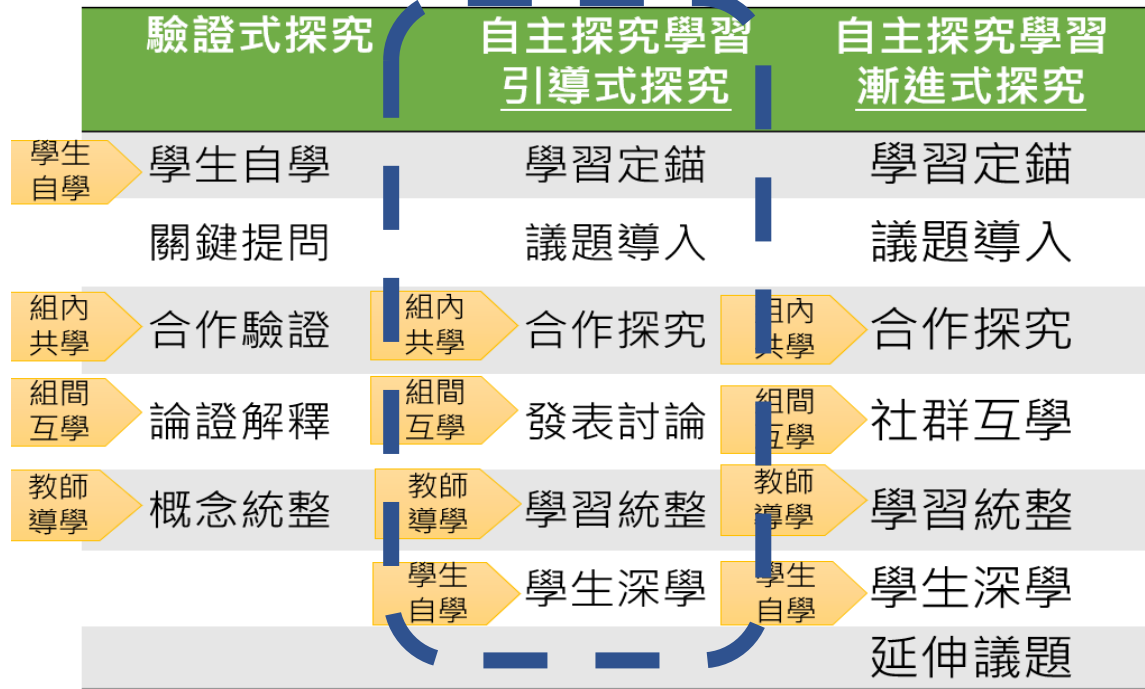 驗證式探究
自主探究學習
引導式探究
自主探究學習
漸進式探究
學生
自學
學生自學
學習定錨
學習定錨
關鍵提問
議題導入
議題導入
組內
共學
合作驗證
組內
共學
合作探究
組內
共學
合作探究
組間
互學
論證解釋
組間
互學
發表討論
組間
互學
社群互學
教師
導學
概念統整
教師
導學
學習統整
教師
導學
學習統整
學生
自學
學生深學
學生
自學
學生深學
延伸議題